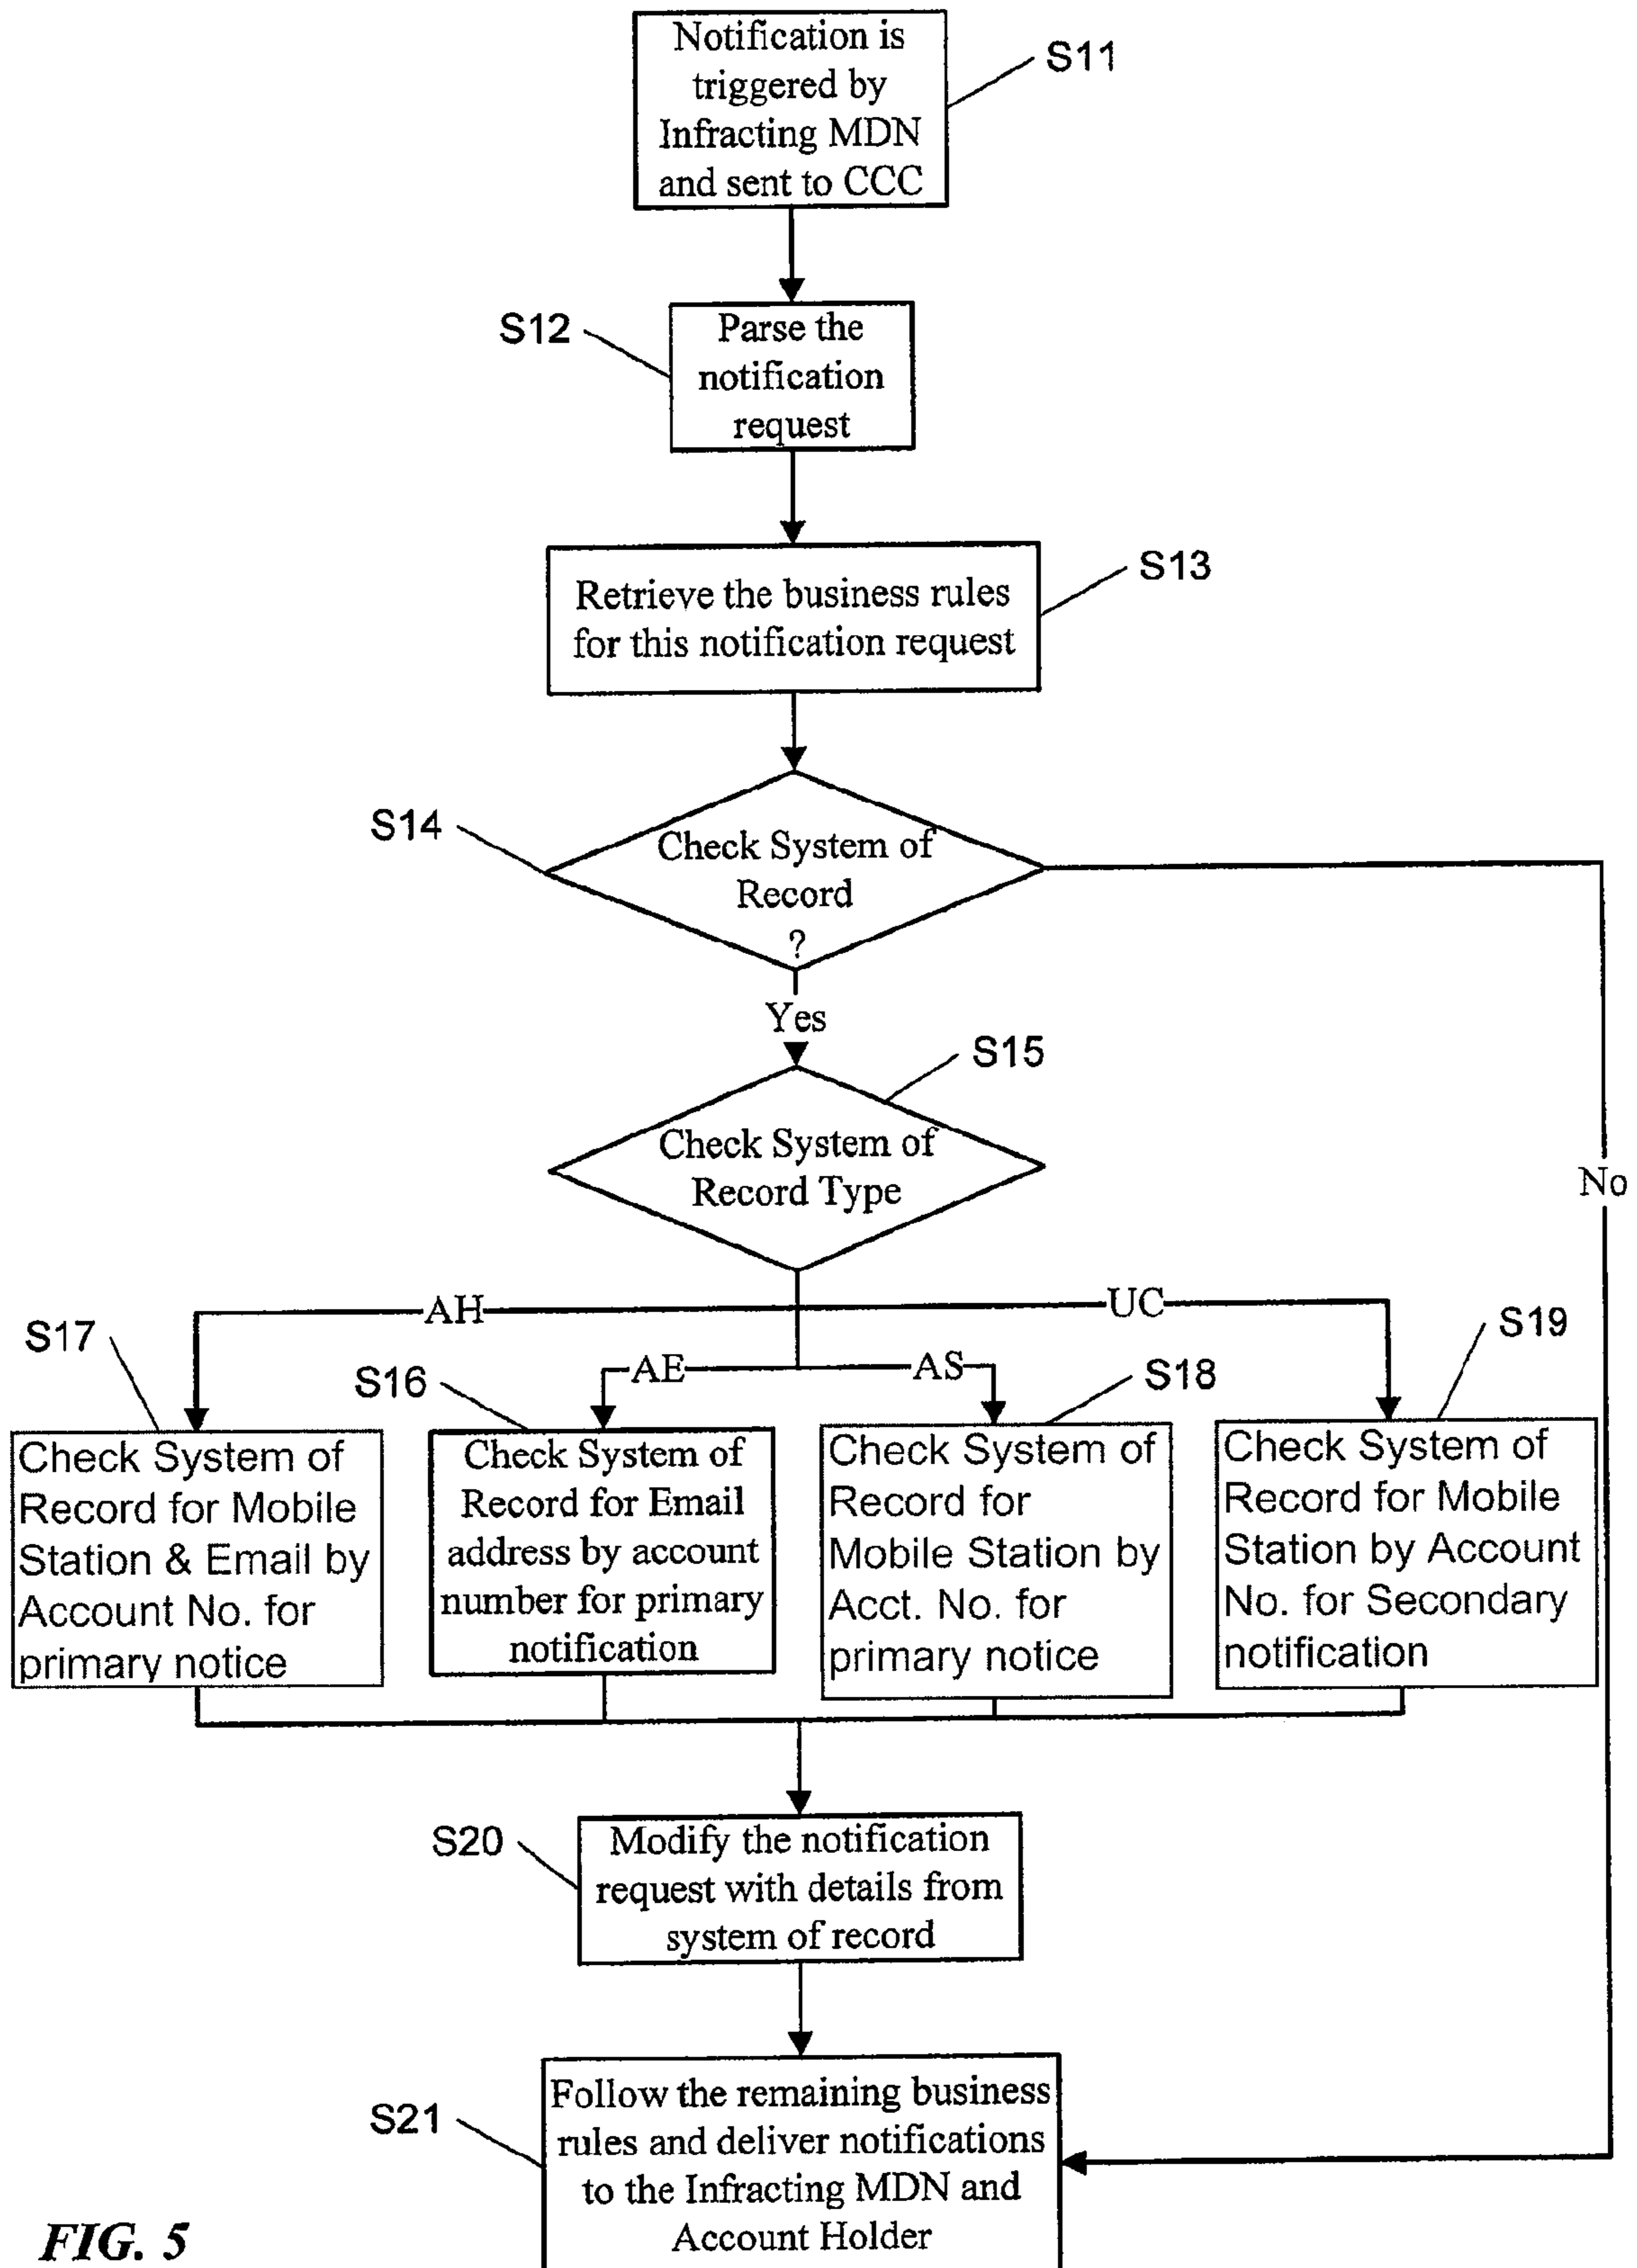 Notification is
triggered by
Infracting MDN
and sent to CCC
S11
S12
Parse the
notification
request
S13
Retrieve the business rules
for this notification request
S14
Check System of
Record
?
Yes
S15
Check System of
Record Type
No
AH
UC
AE
AS
S17
Check System of
Record for Mobile
Station & Email by
Account No. for
primary notice
S16
Check System of
Record for Email
address by account
number for primary
notification
S18
Check System of
Record for
Mobile Station by
Acct. No. for
primary notice
S19
Check System of
Record for Mobile
Station by Account
No. for Secondary
notification
S20
Modify the notification
request with details from
system of record
S21
Follow the remaining business
rules and deliver notifications
to the Infracting MDN and
Account Holder
FIG. 5